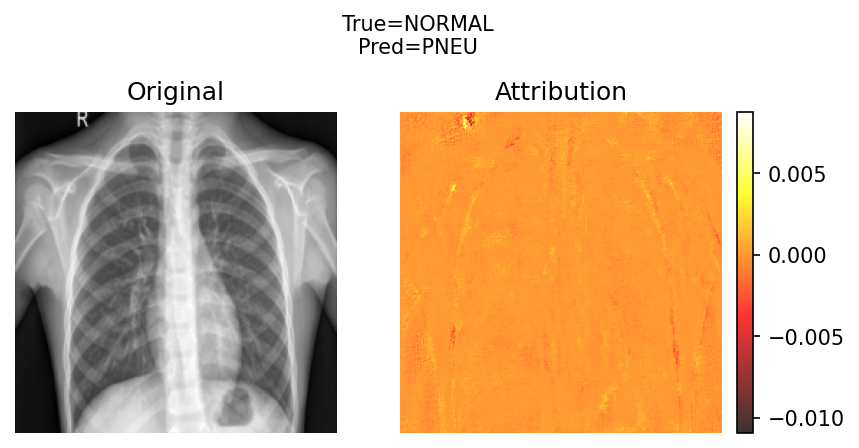 True=NORMAL
Pred=PNEU
Original
Attribution
R
0.005
0.000
−0.005
−0.010